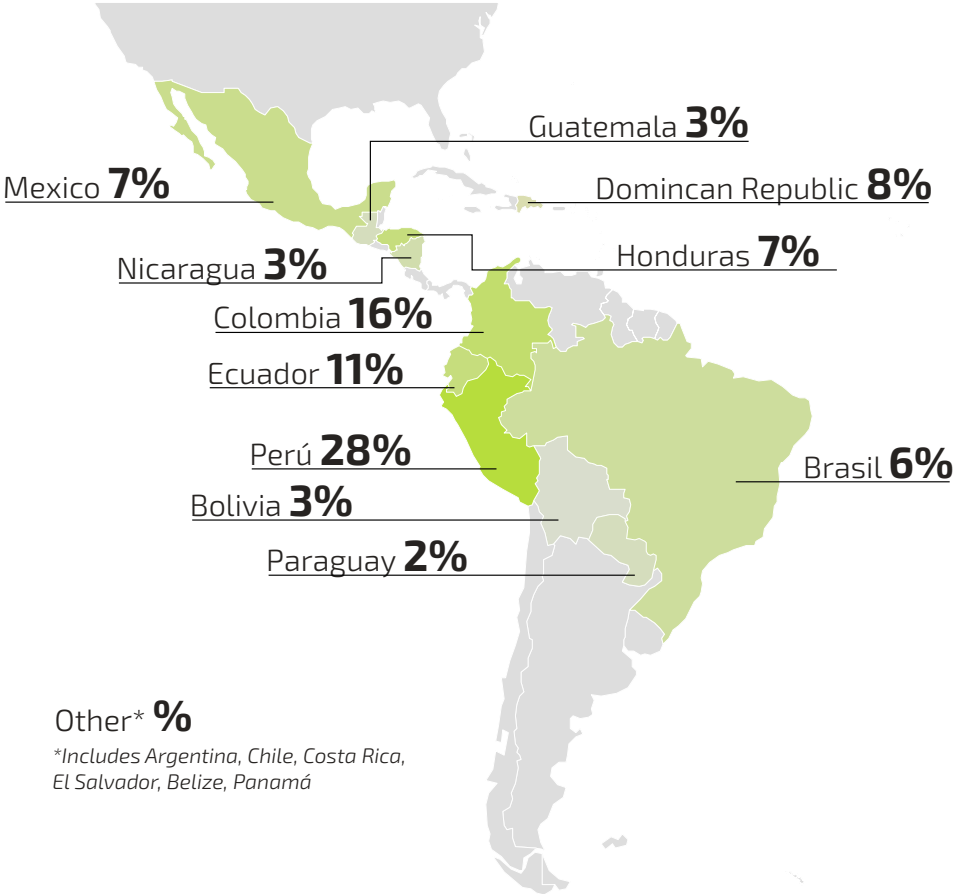 Guatemala 3%
Mexico 7%
Domincan Republic 8%
Honduras 7%
Nicaragua 3%
Colombia 16%
Ecuador 11%
Perú 28%
Brasil 6%
Bolivia 3%
Paraguay 2%
Other* %
*Includes Argentina, Chile, Costa Rica,
El Salvador, Belize, Panamá